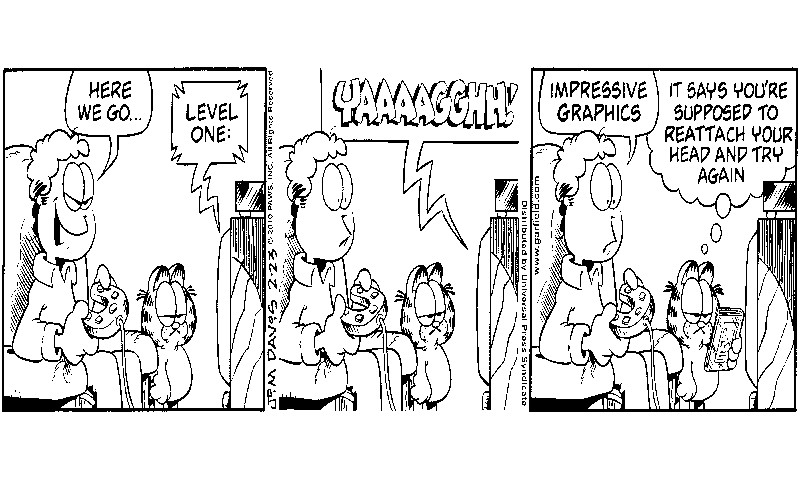 HERE
WE GO...
LEVEL
ONE:
JIM DAVIS 2-23
© 2010 PAWS, INC. All Rights Reserved
YAAAAGGHH!
Distributed by Universal Press Syndicate
www.garfield.com
IMPRESSIVE
GRAPHICS
IT SAYS YOU'RE
SUPPOSED TO
REATTACH YOUR
HEAD AND TRY
AGAIN